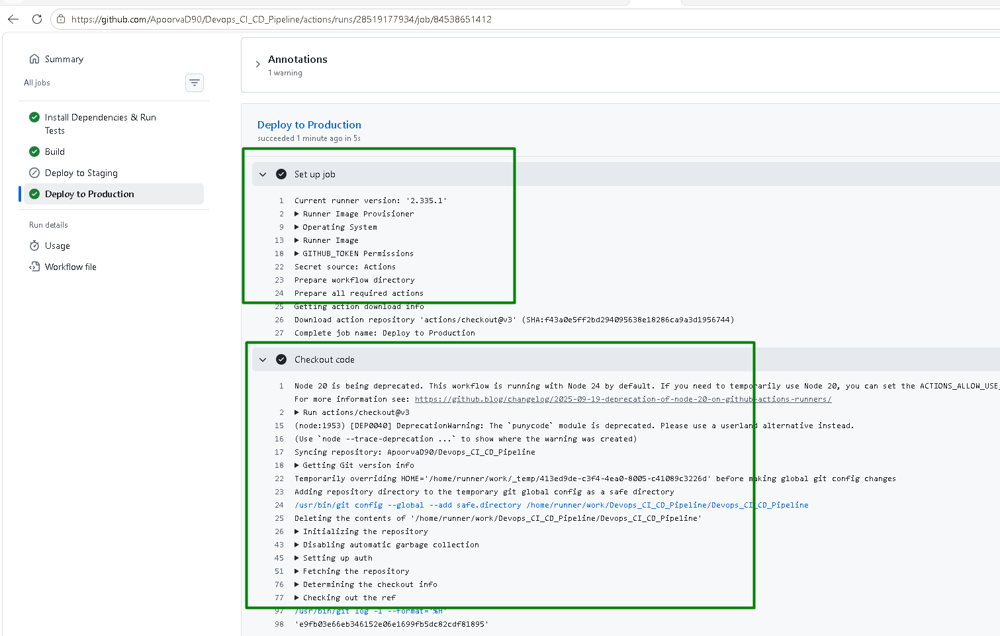 https://github.com/ApoorvaD90/Devops_CI_CD_Pipeline/actions/runs/28519177934/job/84538651412
Summary
All jobs
Install Dependencies & Run
Tests
Build
Deploy to Staging
Deploy to Production
Run details
Usage
Workflow file
Annotations
1 warning
Deploy to Production
succeeded 1 minute ago in 5s
Set up job
1 Current runner version: '2.335.1'
2 Runner Image Provisioner
9 Operating System
13 Runner Image
18 GITHUB_TOKEN Permissions
22 Secret source: Actions
23 Prepare workflow directory
24 Prepare all required actions
25 Getting action download info
26 Download action repository 'actions/checkout@v3' (SHA:f43a0e5ff2bd294095638e18286ca9a3d1956744)
27 Complete job name: Deploy to Production
Checkout code
1 Node 20 is being deprecated. This workflow is running with Node 24 by default. If you need to temporarily use Node 20, you can set the ACTIONS_ALLOW_USE_
For more information see: https://github.blog/changelog/2025-09-19-deprecation-of-node-20-on-github-actions-runners/
2 Run actions/checkout@v3
15 (node:1953) [DEP0040] DeprecationWarning: The `punycode` module is deprecated. Please use a userland alternative instead.
16 (Use `node --trace-deprecation ...` to show where the warning was created)
17 Syncing repository: ApoorvaD90/Devops_CI_CD_Pipeline
18 Getting Git version info
22 Temporarily overriding HOME='/home/runner/work/_temp/413ed9de-c3f4-4ea0-8005-c41089c3226d' before making global git config changes
23 Adding repository directory to the temporary git global config as a safe directory
24 /usr/bin/git config --global --add safe.directory /home/runner/work/Devops_CI_CD_Pipeline/Devops_CI_CD_Pipeline
25 Deleting the contents of '/home/runner/work/Devops_CI_CD_Pipeline/Devops_CI_CD_Pipeline'
26 Initializing the repository
43 Disabling automatic garbage collection
45 Setting up auth
51 Fetching the repository
76 Determining the checkout info
77 Checking out the ref
97 /usr/bin/git log -1 --format='%H'
98 'e9fb03e66eb346152e06e1699fb5dc82cdf81895'